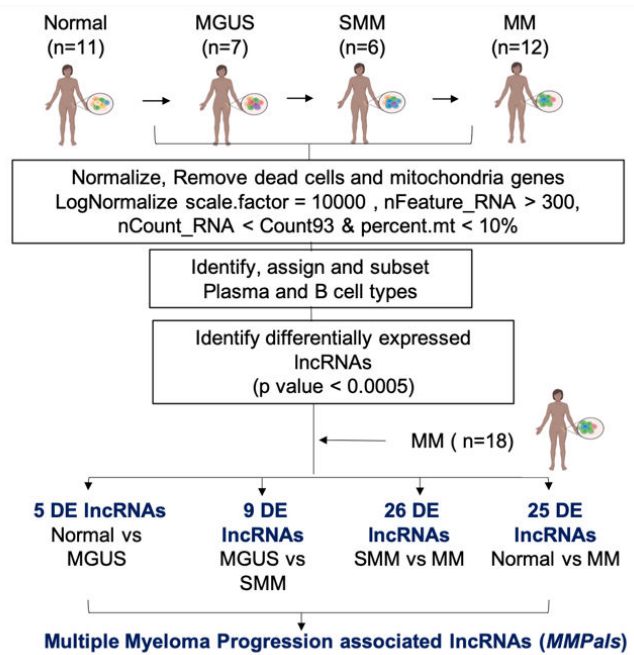 Normal
(n=11)
MGUS
(n=7)
SMM
(n=6)
MM
(n=12)
Normalize, Remove dead cells and mitochondria genes
LogNormalize scale.factor = 10000 , nFeature_RNA > 300,
nCount_RNA < Count93 & percent.mt < 10%
Identify, assign and subset
Plasma and B cell types
Identify differentially expressed
lncRNAs
(p value < 0.0005)
MM ( n=18)
5 DE lncRNAs
Normal vs
MGUS
9 DE
lncRNAs
MGUS vs
SMM
26 DE
lncRNAs
SMM vs MM
25 DE
lncRNAs
Normal vs MM
Multiple Myeloma Progression associated lncRNAs (MMPals)